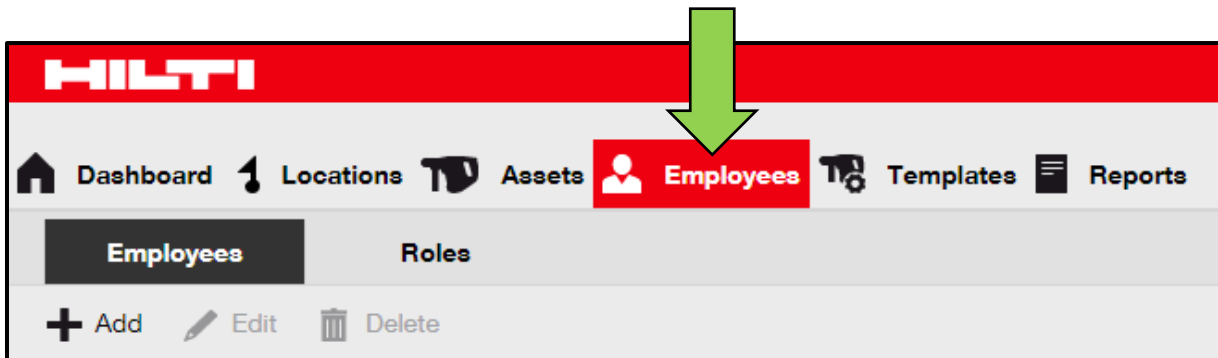 HILTI
Dashboard Locations Assets Employees Templates Reports
Employees Roles
Add Edit Delete